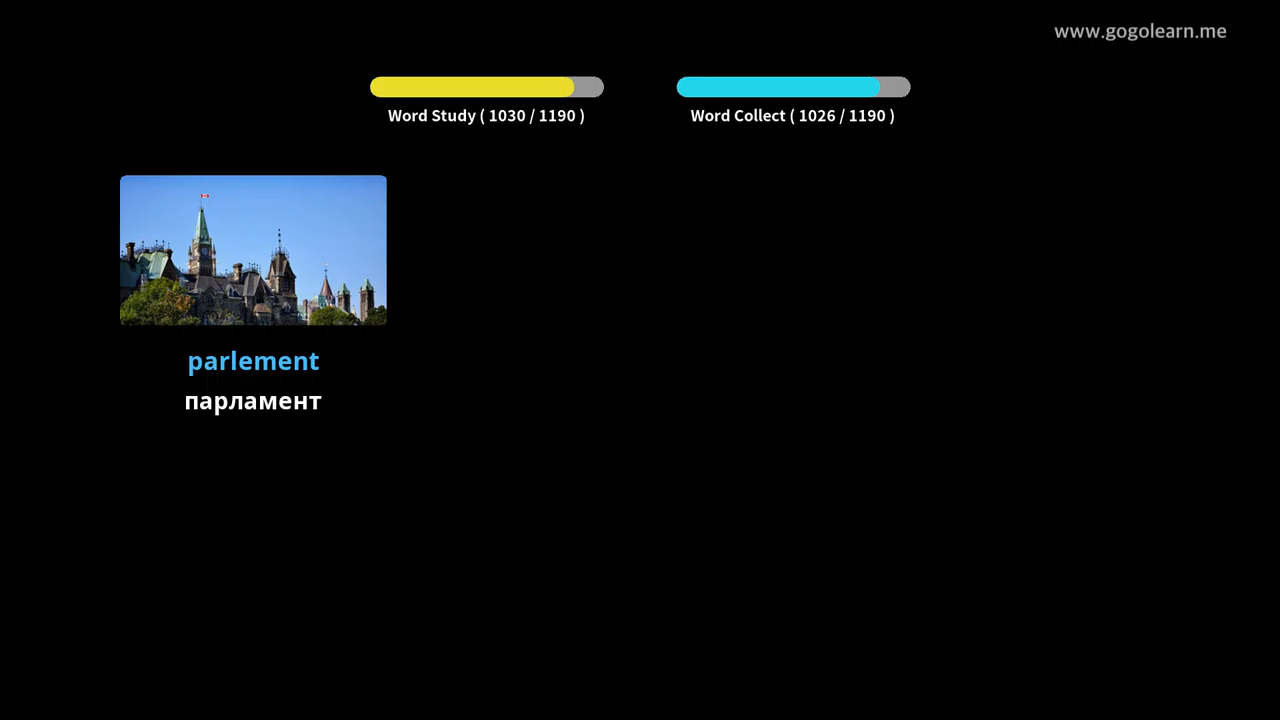 www.gogolearn.me
Word Study ( 1030 / 1190 )
Word Collect ( 1026 / 1190 )
parlement
парламент